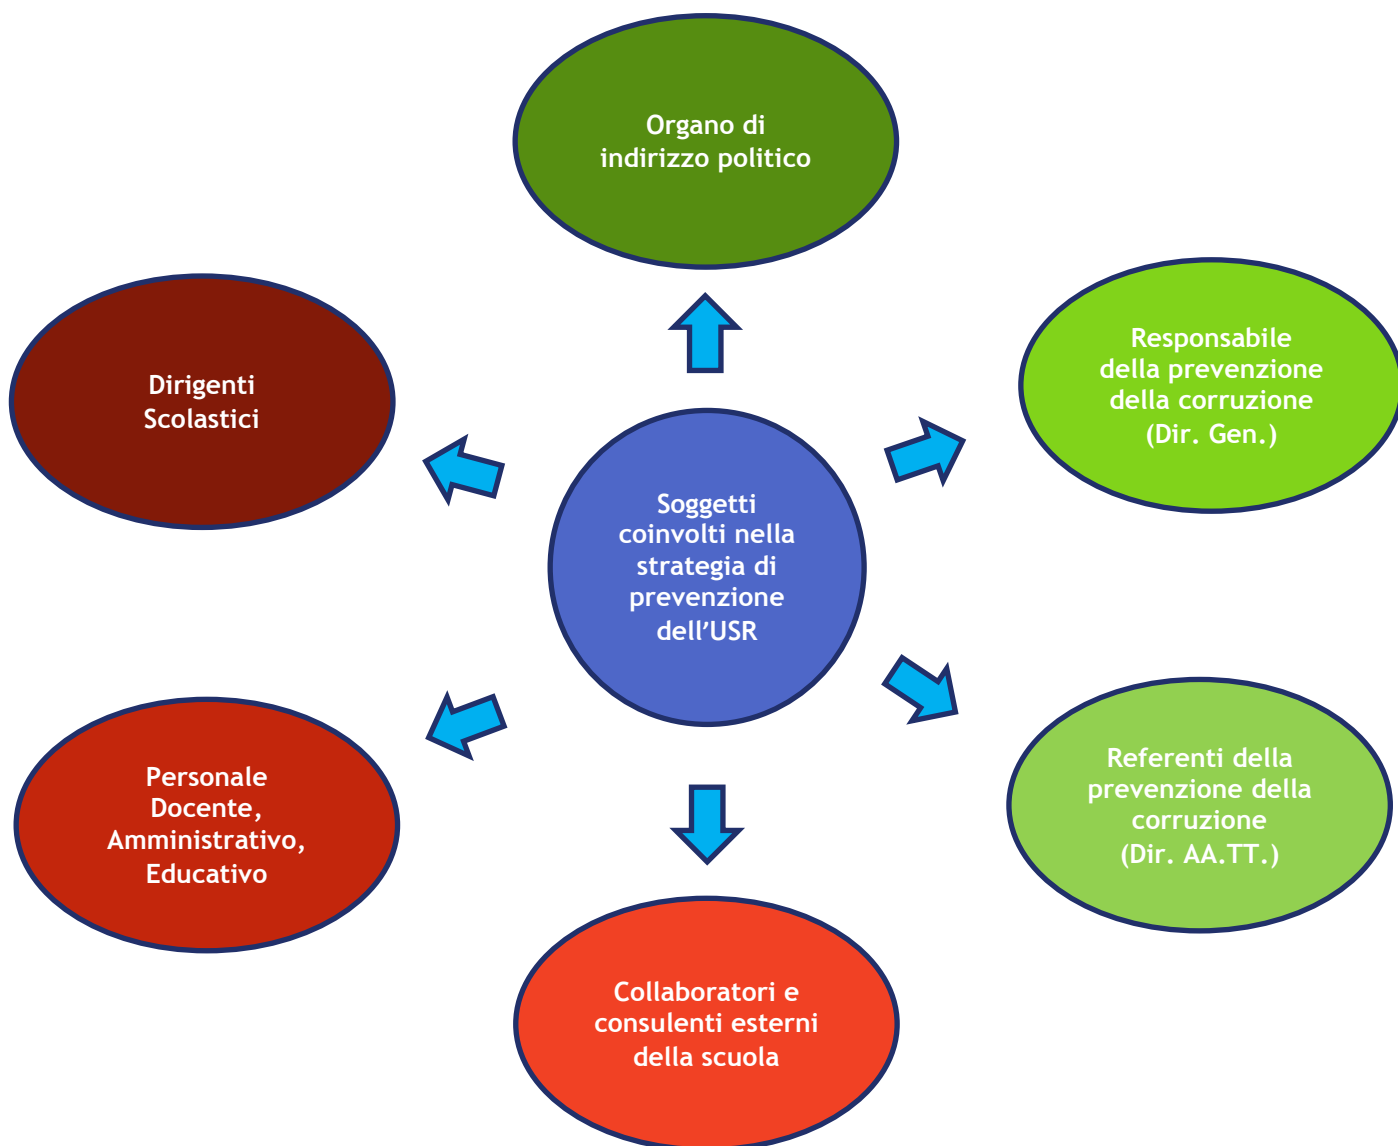 Organo di
indirizzo politico
Responsabile
della prevenzione
della corruzione
(Dir. Gen.)
Dirigenti
Scolastici
Soggetti
coinvolti nella
strategia di
prevenzione
dell’USR
Referenti della
prevenzione della
corruzione
(Dir. AA.TT.)
Personale
Docente,
Amministrativo,
Educativo
Collaboratori e
consulenti esterni
della scuola